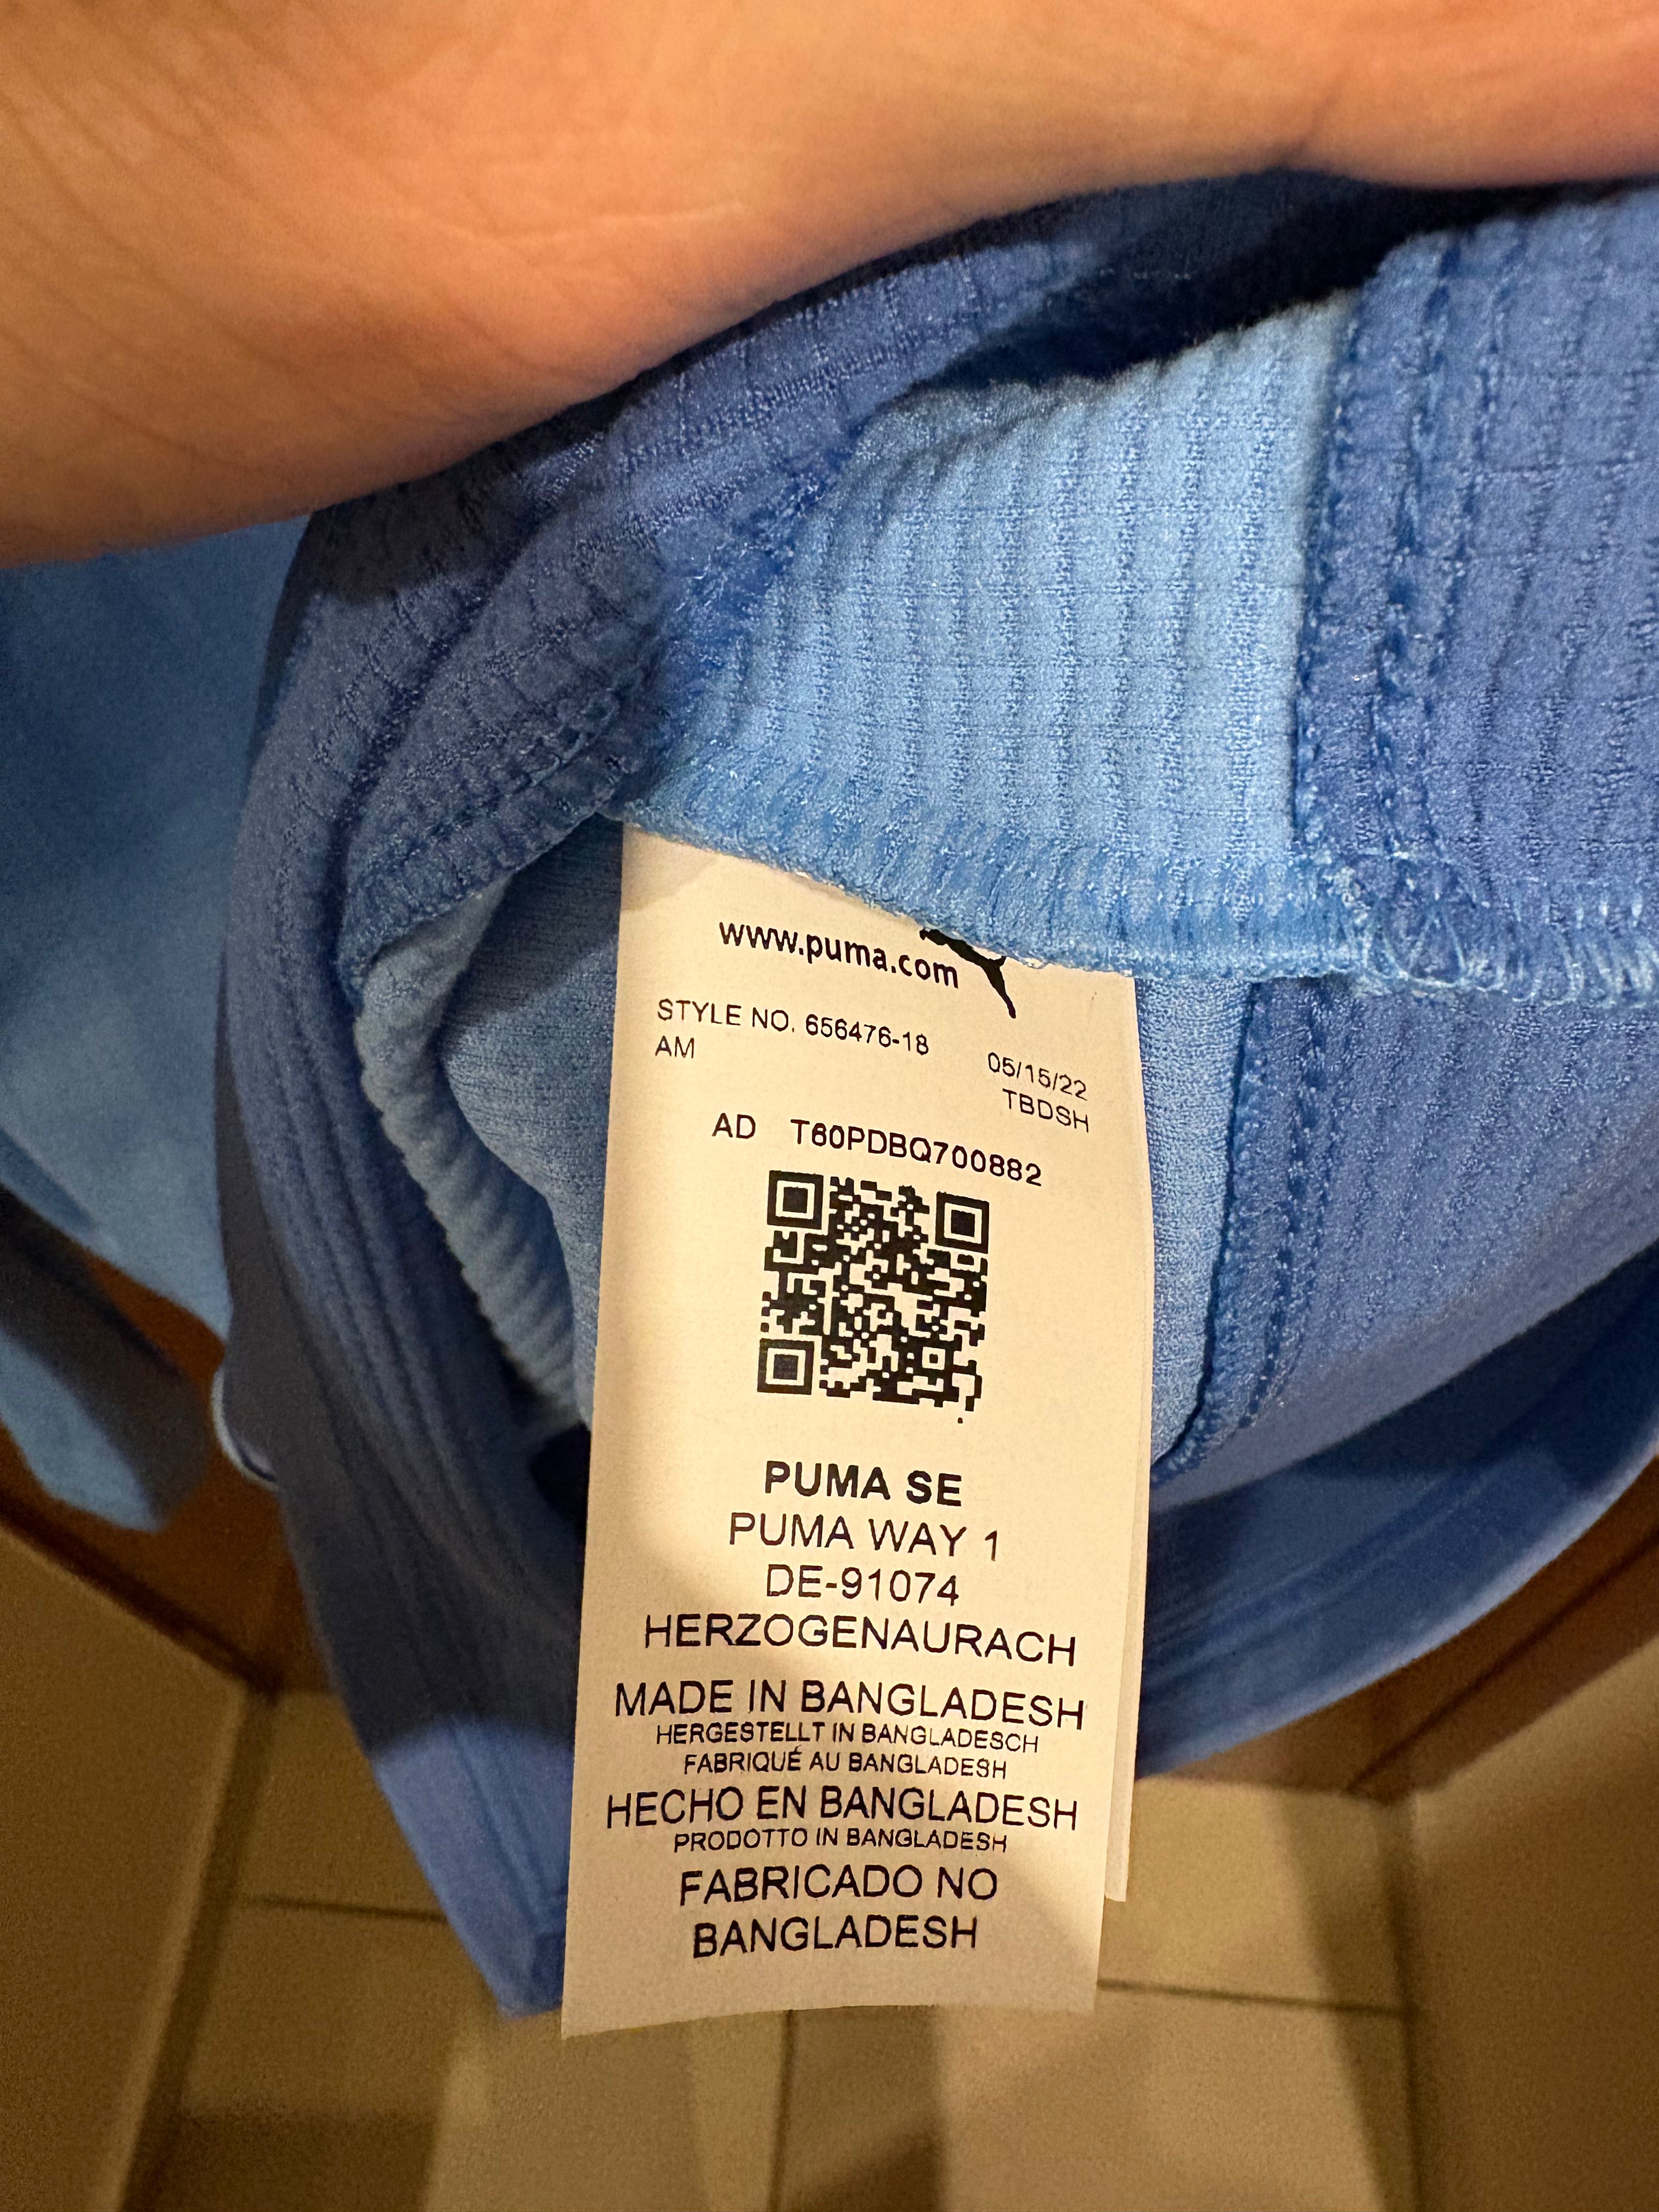 www.puma.com
STYLE NO. 656476-18
AM
05/15/22
TBDSH
AD T60PDBQ700882
PUMA SE
PUMA WAY 1
DE-91074
HERZOGENAURACH
MADE IN BANGLADESH
HERGESTELLT IN BANGLADESCH
FABRIQUÉ AU BANGLADESH
HECHO EN BANGLADESH
PRODOTTO IN BANGLADESH
FABRICADO NO
BANGLADESH